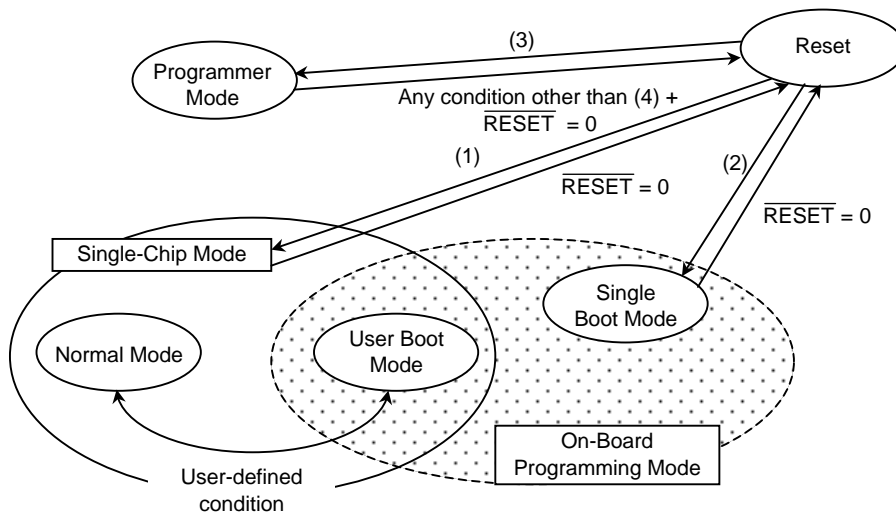 (3)
Reset
Programmer
Mode
Any condition other than (4) +
RESET = 0
(1)
(2)
RESET = 0
RESET = 0
Single-Chip Mode
Single
Boot Mode
Normal Mode
User Boot
Mode
On-Board
Programming Mode
User-defined
condition